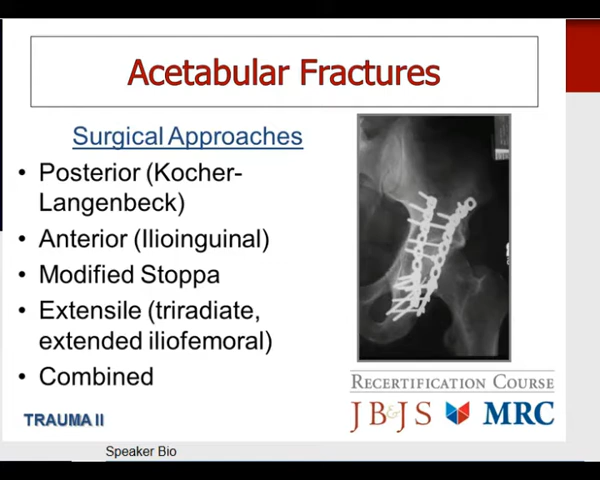 Acetabular Fractures
Surgical Approaches
• Posterior (Kocher-
Langenbeck)
• Anterior (Ilioinguinal)
• Modified Stoppa
• Extensile (triradiate,
extended iliofemoral)
• Combined
RECERTIFICATION COURSE
JB&JS MRC
TRAUMA II
Speaker Bio